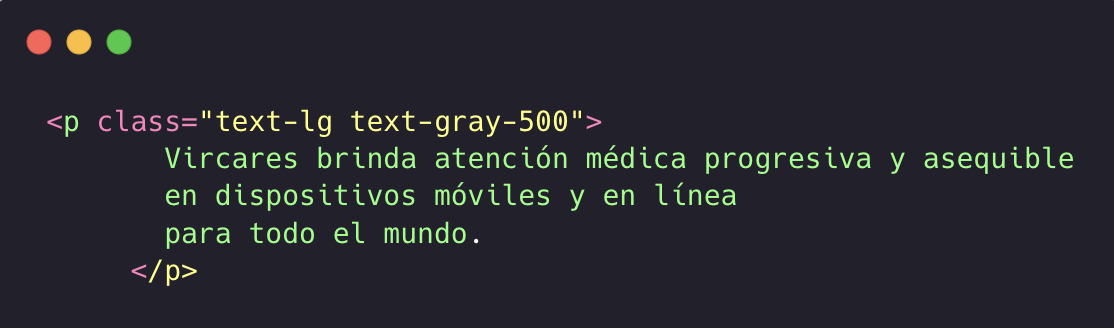 <p class="text-lg text-gray-500">
Vircares brinda atención médica progresiva y asequible
en dispositivos móviles y en línea
para todo el mundo.
</p>